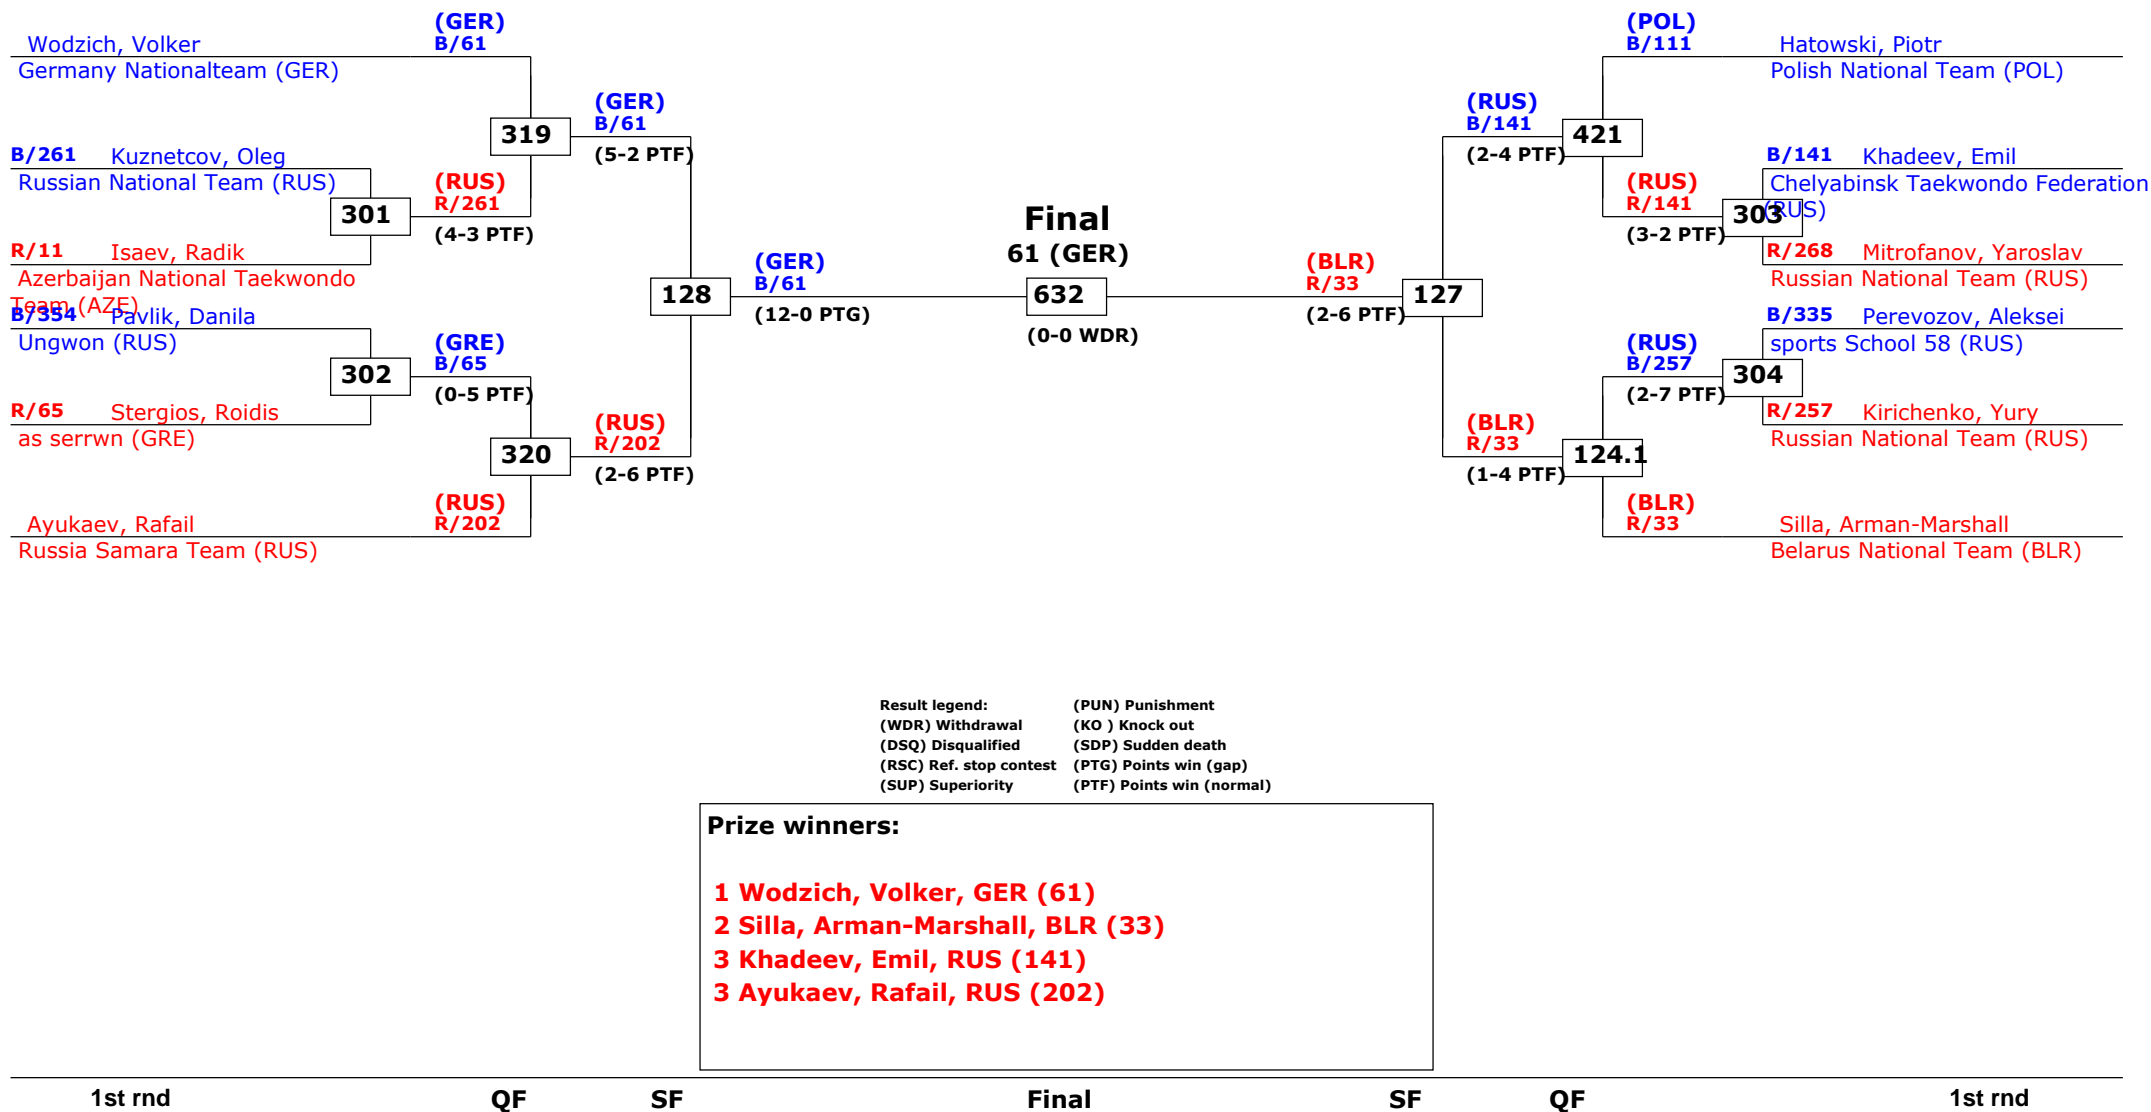 (GER)
B/61
Wodzich, Volker
Germany Nationalteam (GER)
319
(GER)
B/61
(5-2 PTF)
B/261 Kuznetcov, Oleg
Russian National Team (RUS)
301
(RUS)
R/261
(4-3 PTF)
R/11 Isaev, Radik
Azerbaijan National Taekwondo
Team (AZE)
B/354 Pavlik, Danila
Ungwon (RUS)
302
(GRE)
B/65
(0-5 PTF)
R/65 Stergios, Roidis
as serrwn (GRE)
320
(RUS)
R/202
(2-6 PTF)
(RUS)
R/202
Ayukaev, Rafail
Russia Samara Team (RUS)
128
(GER)
B/61
(12-0 PTG)
Final
61 (GER)
632
(0-0 WDR)
(BLR)
R/33
(2-6 PTF)
127
(RUS)
B/141
(2-4 PTF)
421
(POL)
B/111
Hatowski, Piotr
Polish National Team (POL)
B/141 Khadeev, Emil
Chelyabinsk Taekwondo Federation
(RUS)
(RUS)
R/141
(3-2 PTF)
303
R/268 Mitrofanov, Yaroslav
Russian National Team (RUS)
B/335 Perevozov, Aleksei
sports School 58 (RUS)
(RUS)
B/257
(2-7 PTF)
304
R/257 Kirichenko, Yury
Russian National Team (RUS)
(BLR)
R/33
(1-4 PTF)
124.1
(BLR)
R/33
Silla, Arman-Marshall
Belarus National Team (BLR)
Result legend: (PUN) Punishment
(WDR) Withdrawal (KO ) Knock out
(DSQ) Disqualified (SDP) Sudden death
(RSC) Ref. stop contest (PTG) Points win (gap)
(SUP) Superiority (PTF) Points win (normal)
Prize winners:
1 Wodzich, Volker, GER (61)
2 Silla, Arman-Marshall, BLR (33)
3 Khadeev, Emil, RUS (141)
3 Ayukaev, Rafail, RUS (202)
1st rnd QF SF Final SF QF 1st rnd